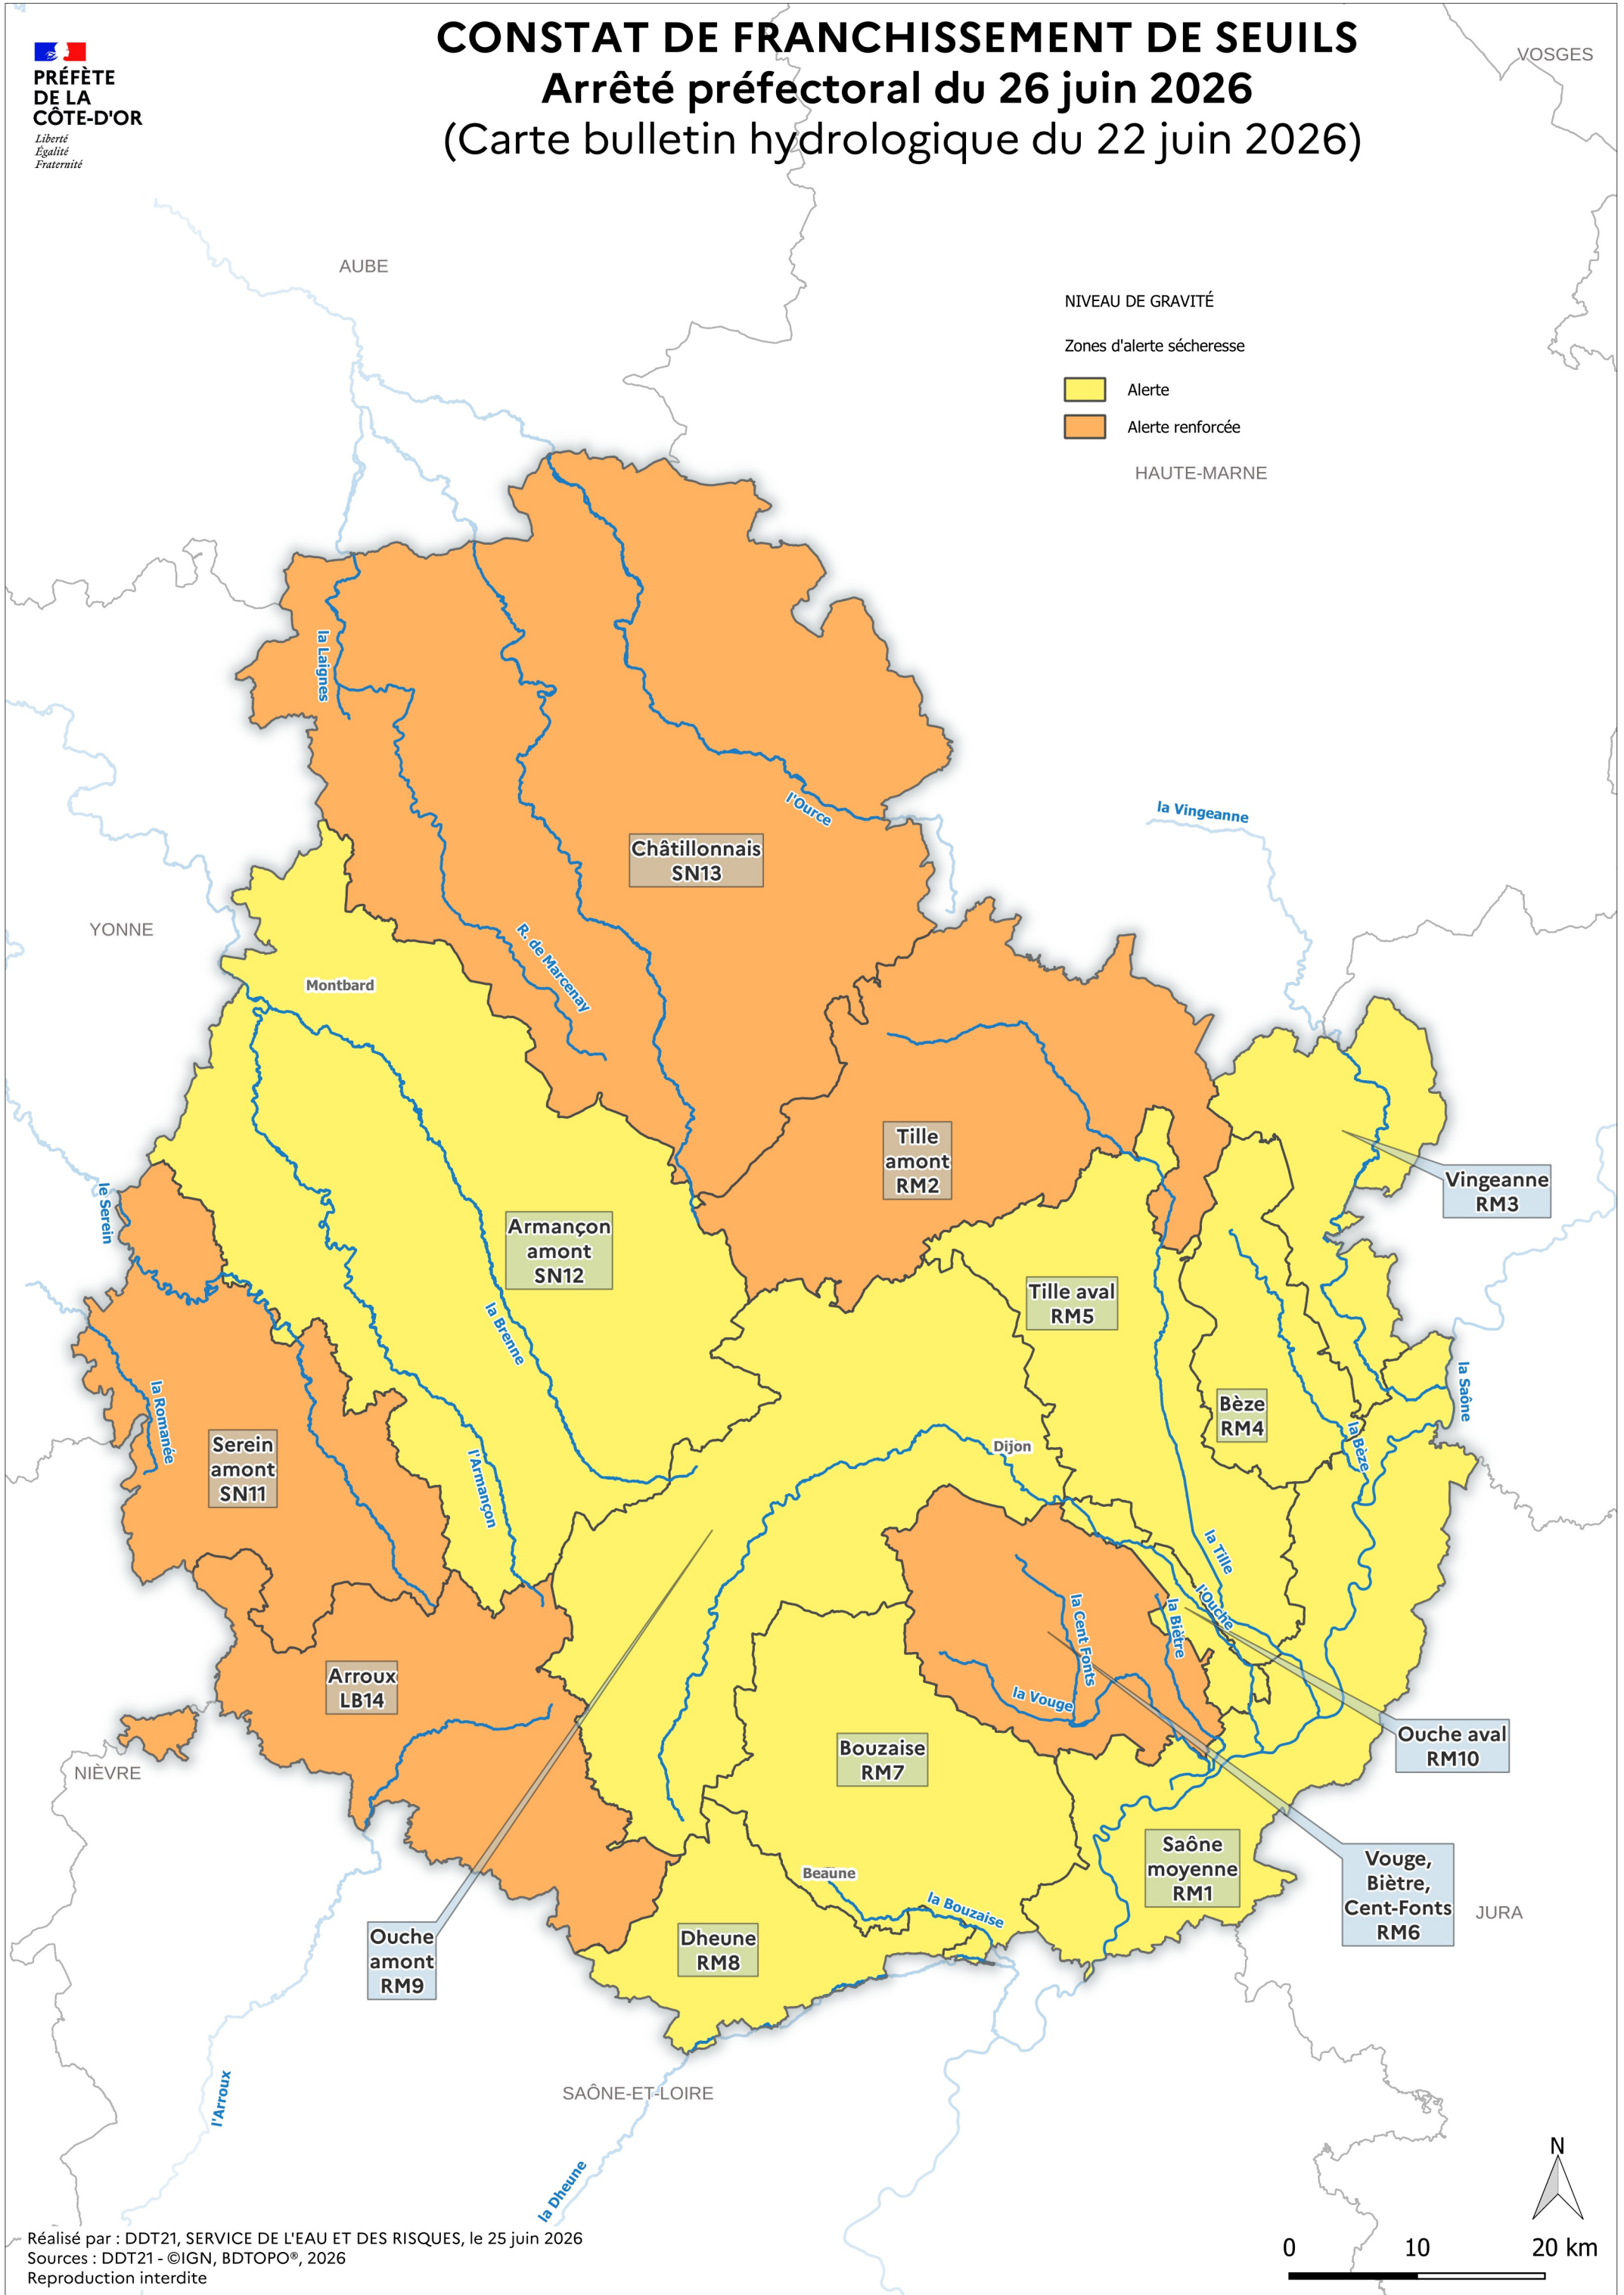 CONSTAT DE FRANCHISSEMENT DE SEUILS
Arrêté préfectoral du 26 juin 2026
(Carte bulletin hydrologique du 22 juin 2026)
PRÉFÈTE
DE LA
CÔTE-D'OR
Liberté
Égalité
Fraternité
VOSGES
AUBE
NIVEAU DE GRAVITÉ
Zones d'alerte sécheresse
Alerte
Alerte renforcée
HAUTE-MARNE
la Laignes
l'Ource
la Vingeanne
Châtillonnais
SN13
YONNE
R. de Marcenay
Montbard
Tille
amont
RM2
Vingeanne
RM3
le Serein
Armançon
amont
SN12
Tille aval
RM5
la Brenne
la Saône
la Romanée
Bèze
RM4
la Bèze
Serein
amont
SN11
Dijon
l'Armançon
la Tille
l'Ouche
la Biètre
la Cent Fonts
Arroux
LB14
la Vouge
Ouche aval
RM10
Bouzaise
RM7
NIÈVRE
Saône
moyenne
RM1
Vouge,
Biètre,
Cent-Fonts
RM6
JURA
Beaune
la Bouzaise
Ouche
amont
RM9
Dheune
RM8
SAÔNE-ET-LOIRE
l'Arroux
la Dheune
N
0 10 20 km
Réalisé par : DDT21, SERVICE DE L'EAU ET DES RISQUES, le 25 juin 2026
Sources : DDT21 - ©IGN, BDTOPO®, 2026
Reproduction interdite